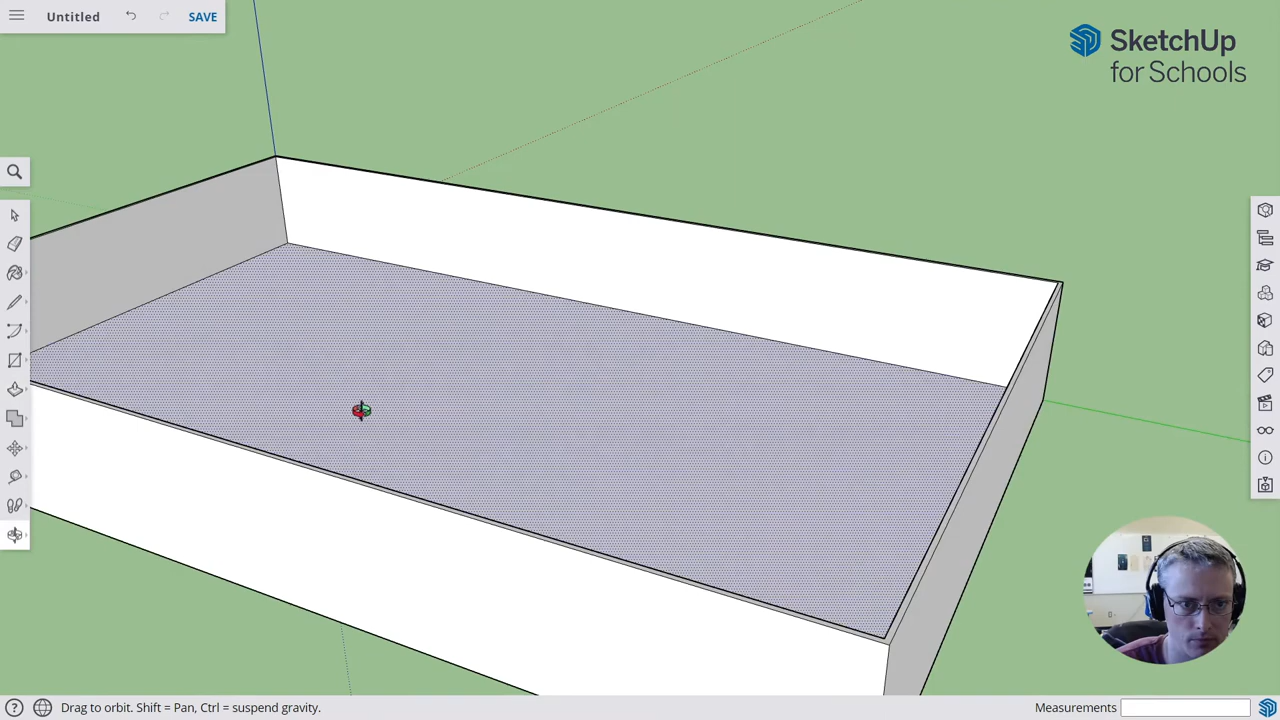 Untitled
SAVE
SketchUp
for Schools
Drag to orbit. Shift = Pan, Ctrl = suspend gravity.
Measurements